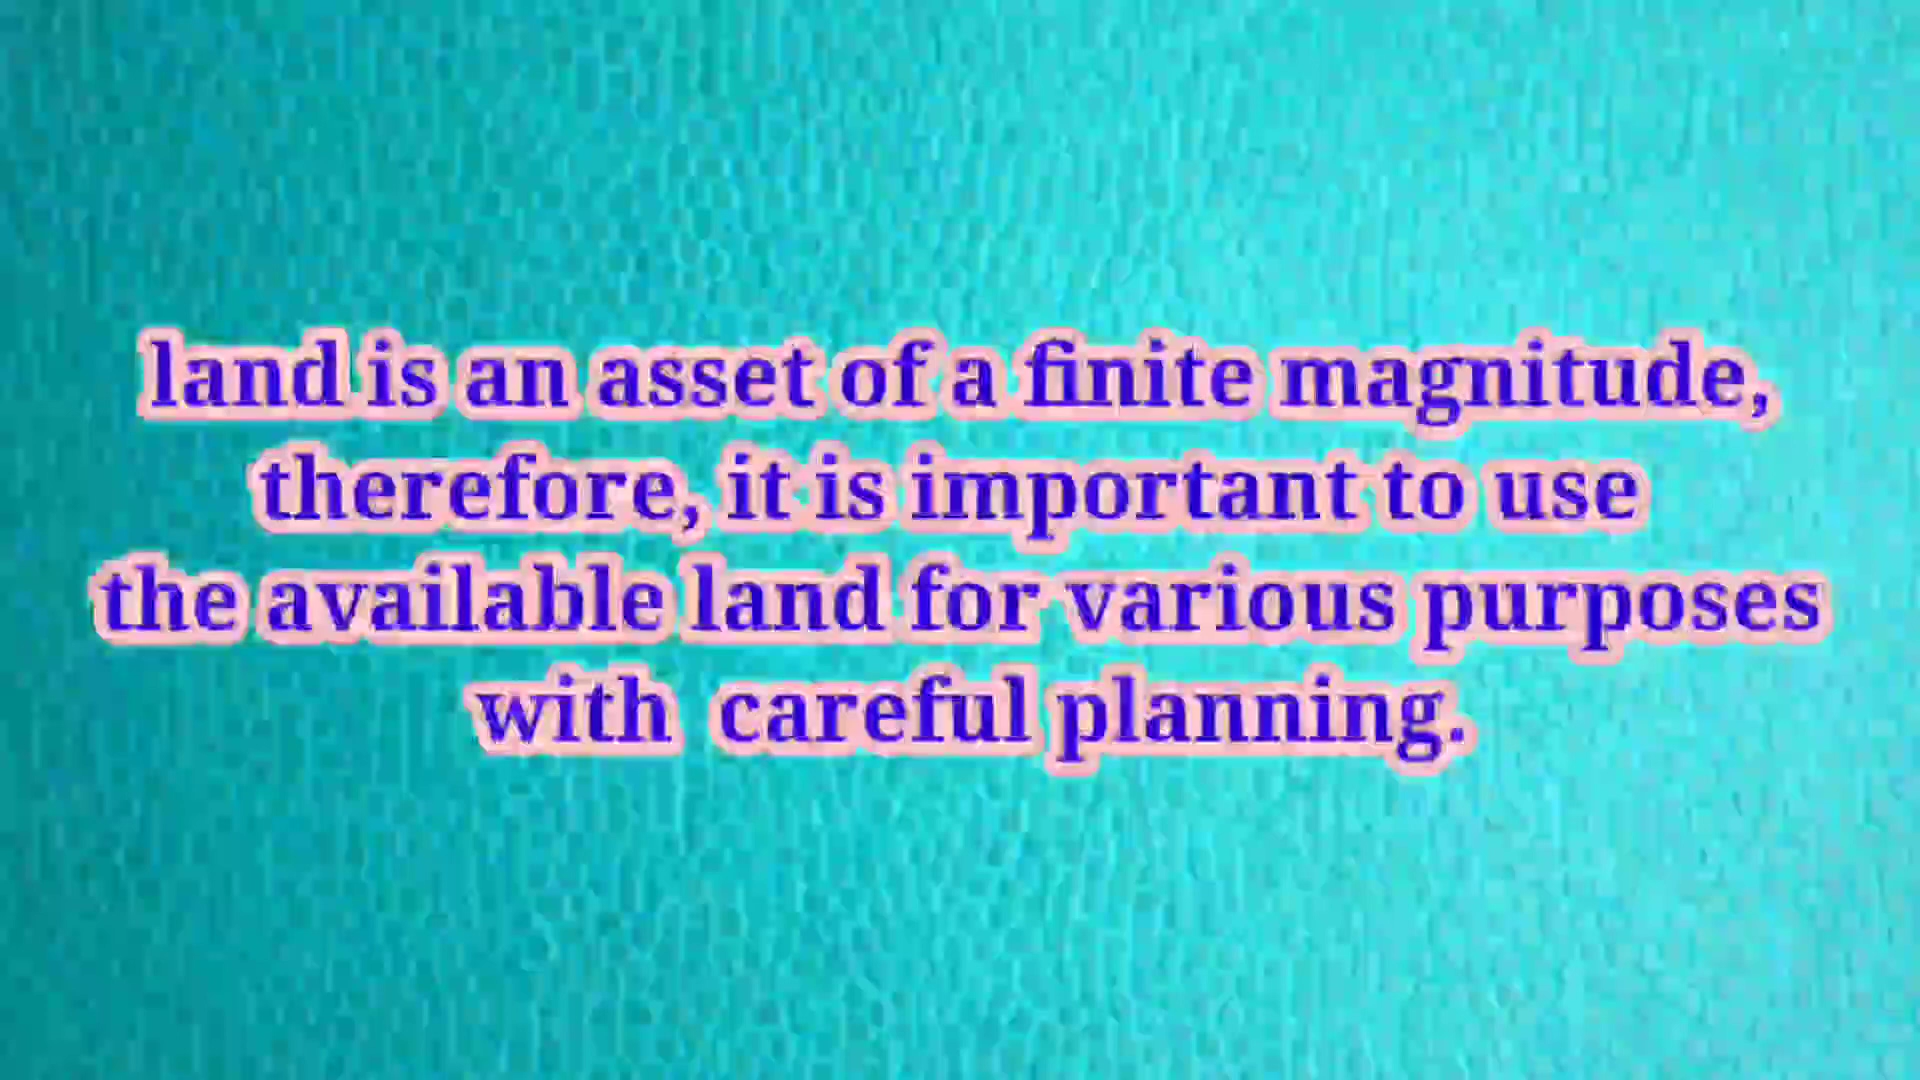 land is an asset of a finite magnitude,
therefore, it is important to use
the available land for various purposes
with  careful planning.